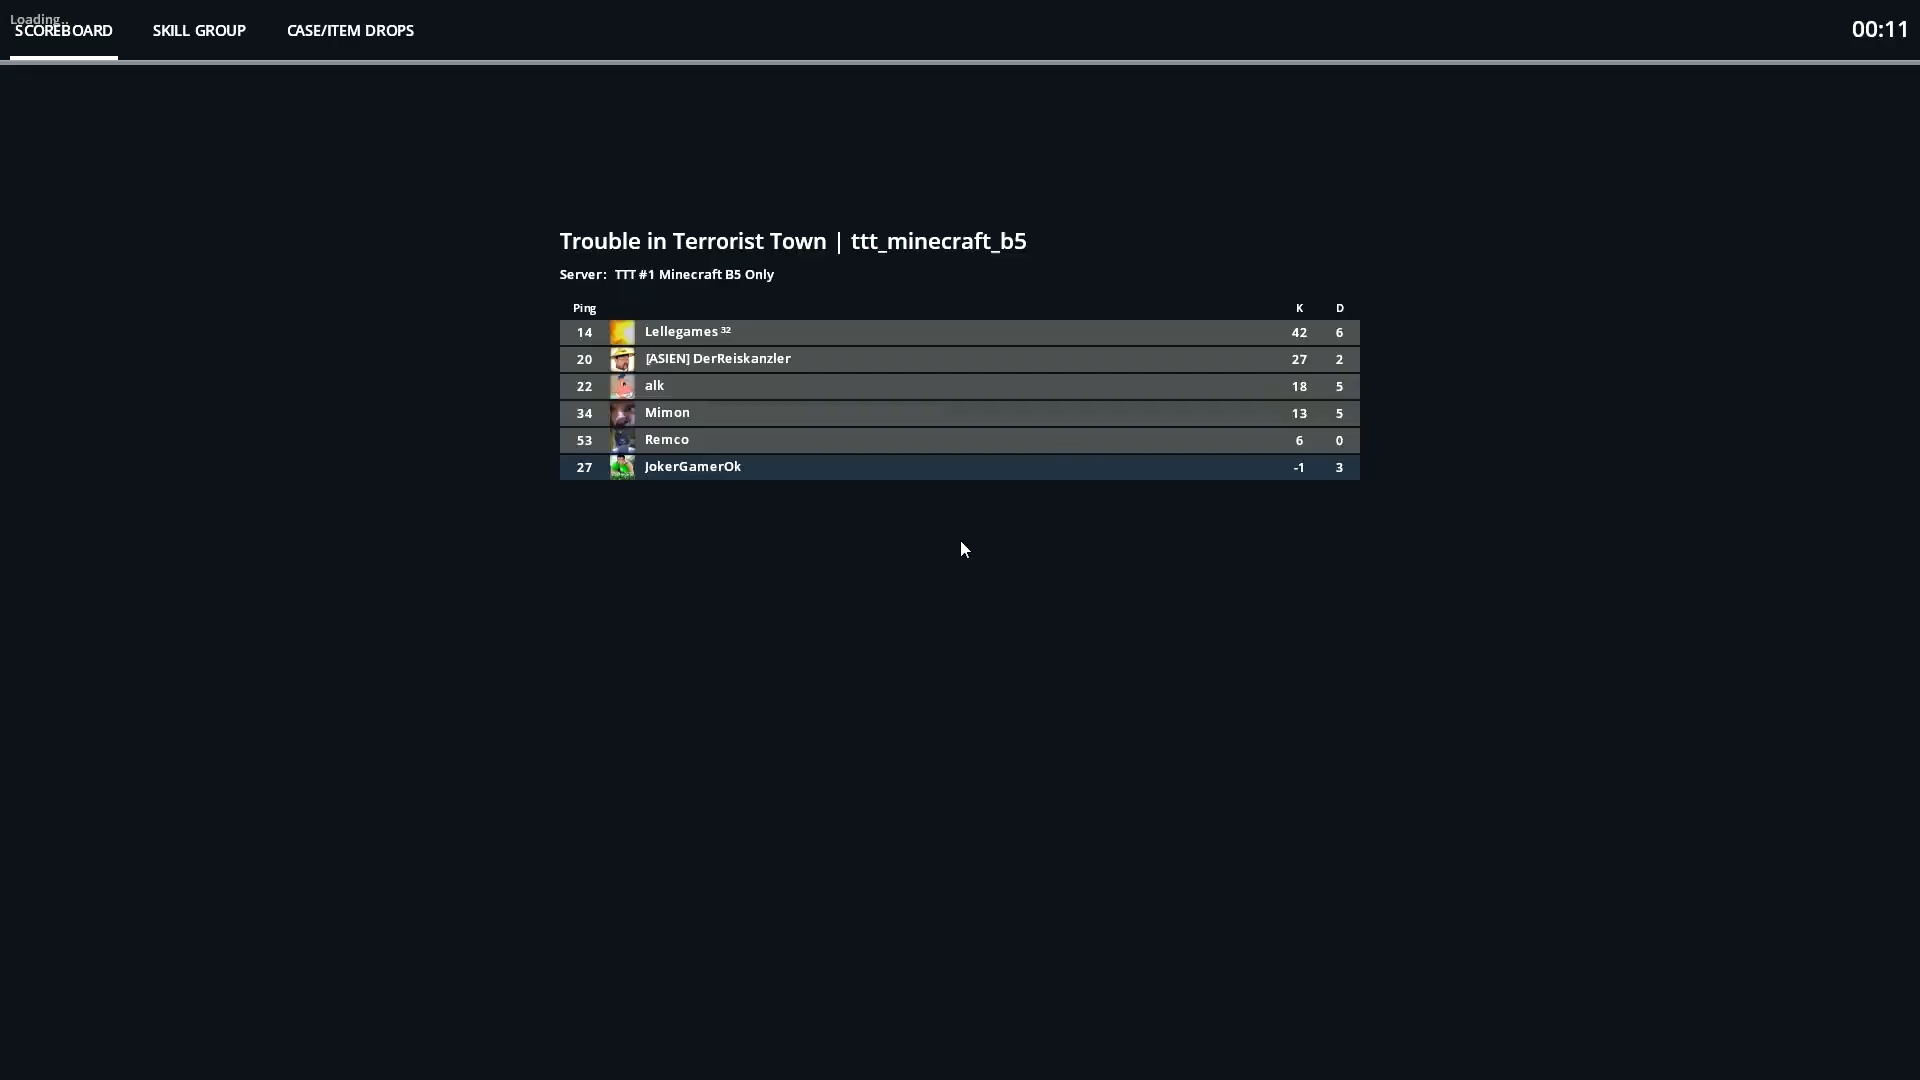 Loading..
SCOREBOARD SKILL GROUP CASE/ITEM DROPS 00:11
Trouble in Terrorist Town | ttt_minecraft_b5
Server: TTT #1 Minecraft B5 Only
Ping K D
14 Lellegames ³² 42 6
20 [ASIEN] DerReiskanzler 27 2
22 alk 18 5
34 Mimon 13 5
53 Remco 6 0
27 JokerGamerOk -1 3